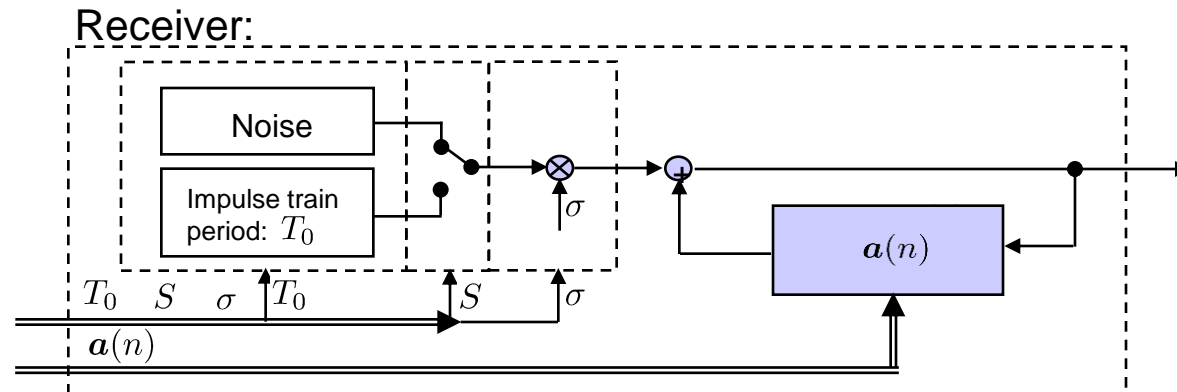 Receiver:
Noise
Impulse train
period: T₀
σ
+
a(n)
T₀ S σ T₀ S σ
a(n)